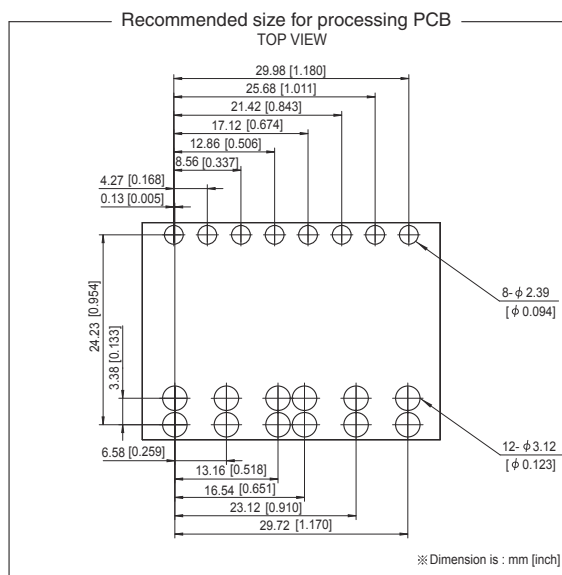 Recommended size for processing PCB
TOP VIEW
29.98 [1.180]
25.68 [1.011]
21.42 [0.843]
17.12 [0.674]
12.86 [0.506]
8.56 [0.337]
4.27 [0.168]
0.13 [0.005]
24.23 [0.954]
3.38 [0.133]
8-ϕ2.39
[ϕ0.094]
12-ϕ3.12
[ϕ0.123]
6.58 [0.259]
13.16 [0.518]
16.54 [0.651]
23.12 [0.910]
29.72 [1.170]
※Dimension is : mm [inch]